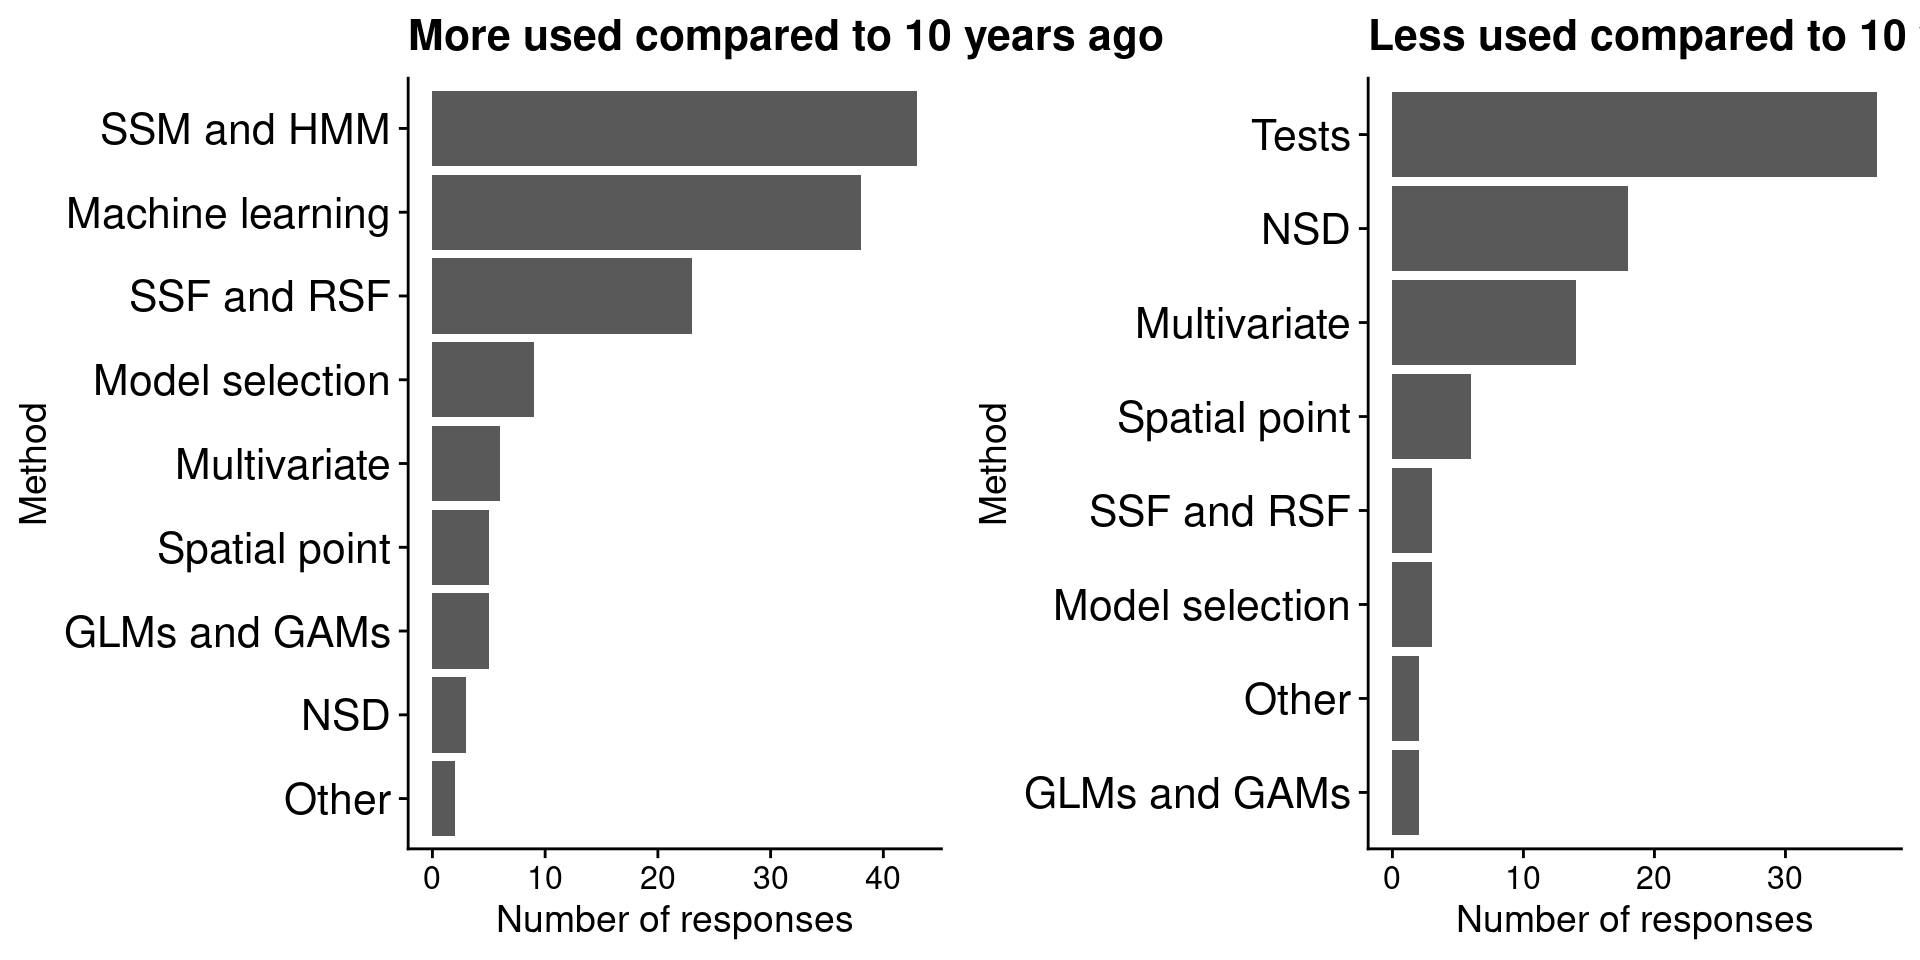 More used compared to 10 years ago
SSM and HMM
Machine learning
SSF and RSF
Model selection
Multivariate
Spatial point
GLMs and GAMs
NSD
Other
Method
0 10 20 30 40
Number of responses
Less used compared to 10
Tests
NSD
Multivariate
Spatial point
SSF and RSF
Model selection
Other
GLMs and GAMs
Method
0 10 20 30
Number of responses